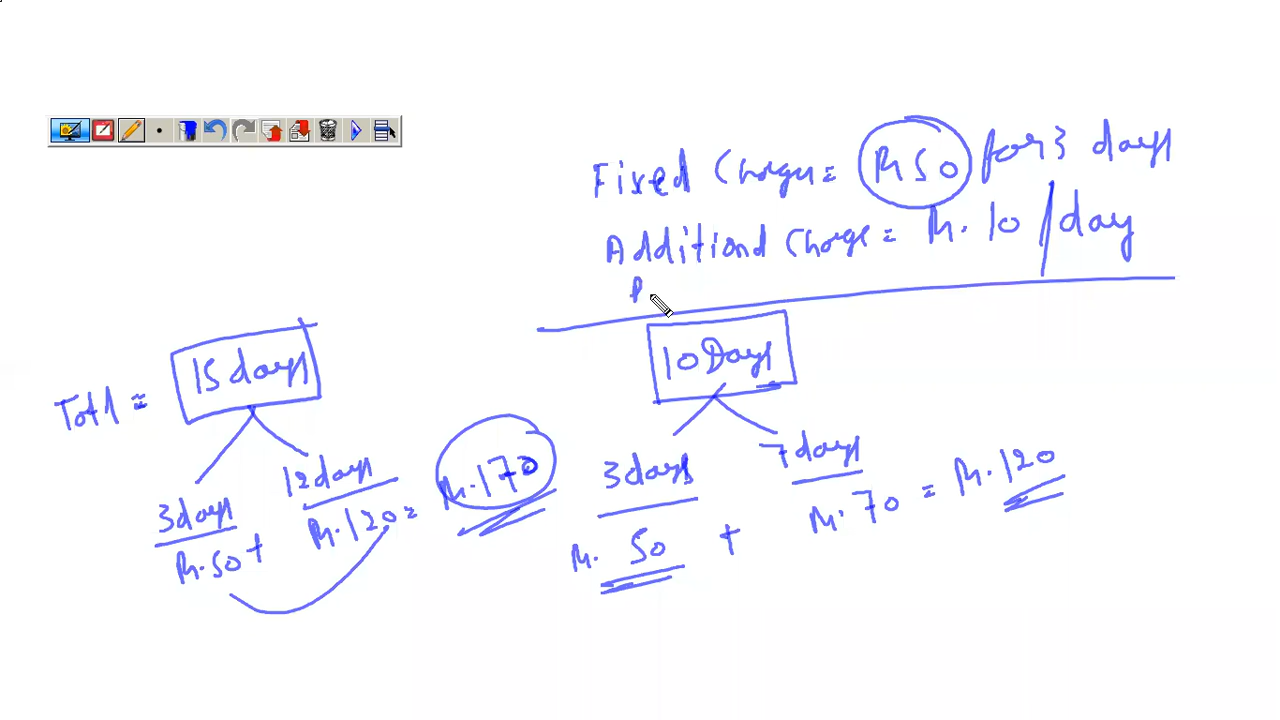 Fixed Charges = Rs 50 for 3 days
Additional Charge = Rs. 10 / day
P
Total = 15 days
3 days 12 days
Rs. 50 + Rs. 120 = Rs. 170
10 Days
3 days 7 days
Rs. 50 + Rs. 70 = Rs. 120